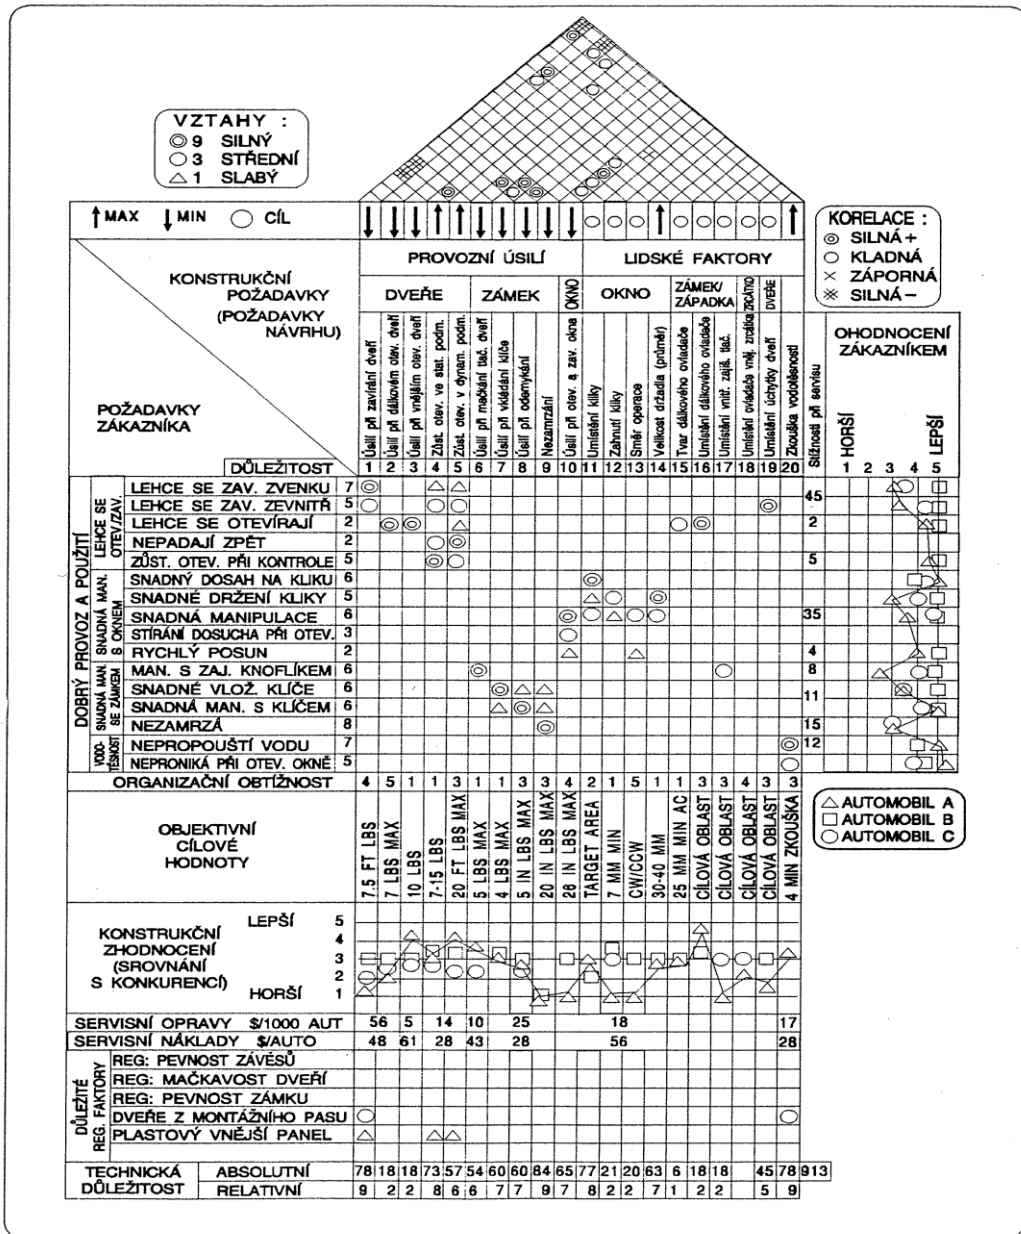 VZTAHY :
9 SILNÝ
3 STŘEDNÍ
1 SLABÝ
MAX MIN CÍL
KORELACE :
SILNÁ+
KLADNÁ
ZÁPORNÁ
SILNÁ-
KONSTRUKČNÍ
POŽADAVKY
(POŽADAVKY
NÁVRHU)
POŽADAVKY
ZÁKAZNÍKA
DŮLEŽITOST
PROVOZNÍ ÚSILÍ LIDSKÉ FAKTORY
DVEŘE ZÁMEK OKNO OKNO ZÁMEK/ ZÁPADKA ZRCÁTKO DVEŘE
Úsilí při zavírání dveří
Úsilí při dálkovém otev. dveří
Úsilí při vnějším otev. dveří
Zůst. otev. ve stat. podm.
Zůst. otev. v dynam. podm.
Úsilí při mačkání tlač. dveří
Úsilí při vkládání klíče
Úsilí při odemykání
Nezamrzání
Úsilí při otev. a zav. okna
Umístění kliky
Zahnutí kliky
Směr operace
Velikost držadla (průměr)
Tvar dálkového ovladače
Umístění dálkového ovladače
Umístění vnitř. zajiš. tlač.
Umístění ovladače vněj. zrcátka
Umístění úchytky dveří
Zkouška vodotěsnosti
Stížnosti při servisu
1 2 3 4 5 6 7 8 9 10 11 12 13 14 15 16 17 18 19 20
OHODNOCENÍ
ZÁKAZNÍKEM
HORŠÍ LEPŠÍ
1 2 3 4 5
DOBRÝ PROVOZ A POUŽITÍ
LEHCE SE
OTEV./ZAV.
LEHCE SE ZAV. ZVENKU 7
LEHCE SE ZAV. ZEVNITŘ 5
45
LEHCE SE OTEVÍRAJÍ 2 2
NEPADAJÍ ZPĚT 2
ZŮST. OTEV. PŘI KONTROLE 5 5
SNADNÁ MAN.
S OKNEM
SNADNÝ DOSAH NA KLIKU 6
SNADNÉ DRŽENÍ KLIKY 5
SNADNÁ MANIPULACE 6 35
STÍRÁNÍ DOSUCHA PŘI OTEV. 3
RYCHLÝ POSUN 2 4
SNADNÁ MAN.
SE ZÁMKEM
MAN. S ZAJ. KNOFLÍKEM 6 8
SNADNÉ VLOŽ. KLÍČE 6
SNADNÁ MAN. S KLÍČEM 6
11
NEZAMRZÁ 8 15
VODO-
TĚSNOST
NEPROPOUŠTÍ VODU 7 12
NEPRONIKÁ PŘI OTEV. OKNĚ 5
ORGANIZAČNÍ OBTÍŽNOST 4 5 1 1 3 1 1 3 3 4 2 1 5 1 1 3 3 4 3 3
OBJEKTIVNÍ
CÍLOVÉ
HODNOTY
7.5 FT LBS
7 LBS MAX
10 LBS
7-15 LBS
20 FT LBS MAX
5 LBS MAX
4 LBS MAX
5 IN LBS MAX
20 IN LBS MAX
26 IN LBS MAX
TARGET AREA
7 MM MIN
CW/CCW
30-40 MM
25 MM MIN AC
CÍLOVÁ OBLAST
CÍLOVÁ OBLAST
CÍLOVÁ OBLAST
CÍLOVÁ OBLAST
4 MIN ZKOUŠKA
AUTOMOBIL A
AUTOMOBIL B
AUTOMOBIL C
KONSTRUKČNÍ
ZHODNOCENÍ
(SROVNÁNÍ
S KONKURENCÍ)
LEPŠÍ 5
4
3
2
HORŠÍ 1
SERVISNÍ OPRAVY $/1000 AUT 56 5 14 10 25 18 17
SERVISNÍ NÁKLADY $/AUTO 48 61 28 43 28 56 28
DŮLEŽITÉ
REG. FAKTORY
REG: PEVNOST ZÁVĚSŮ
REG: MAČKAVOST DVEŘÍ
REG: PEVNOST ZÁMKU
DVEŘE Z MONTÁŽNÍHO PASU
PLASTOVÝ VNĚJŠÍ PANEL
TECHNICKÁ
DŮLEŽITOST
ABSOLUTNÍ 78 18 18 73 57 54 60 60 84 65 77 21 20 63 6 18 18 45 78 913
RELATIVNÍ 9 2 2 8 6 6 7 7 9 7 8 2 2 7 1 2 2 5 9